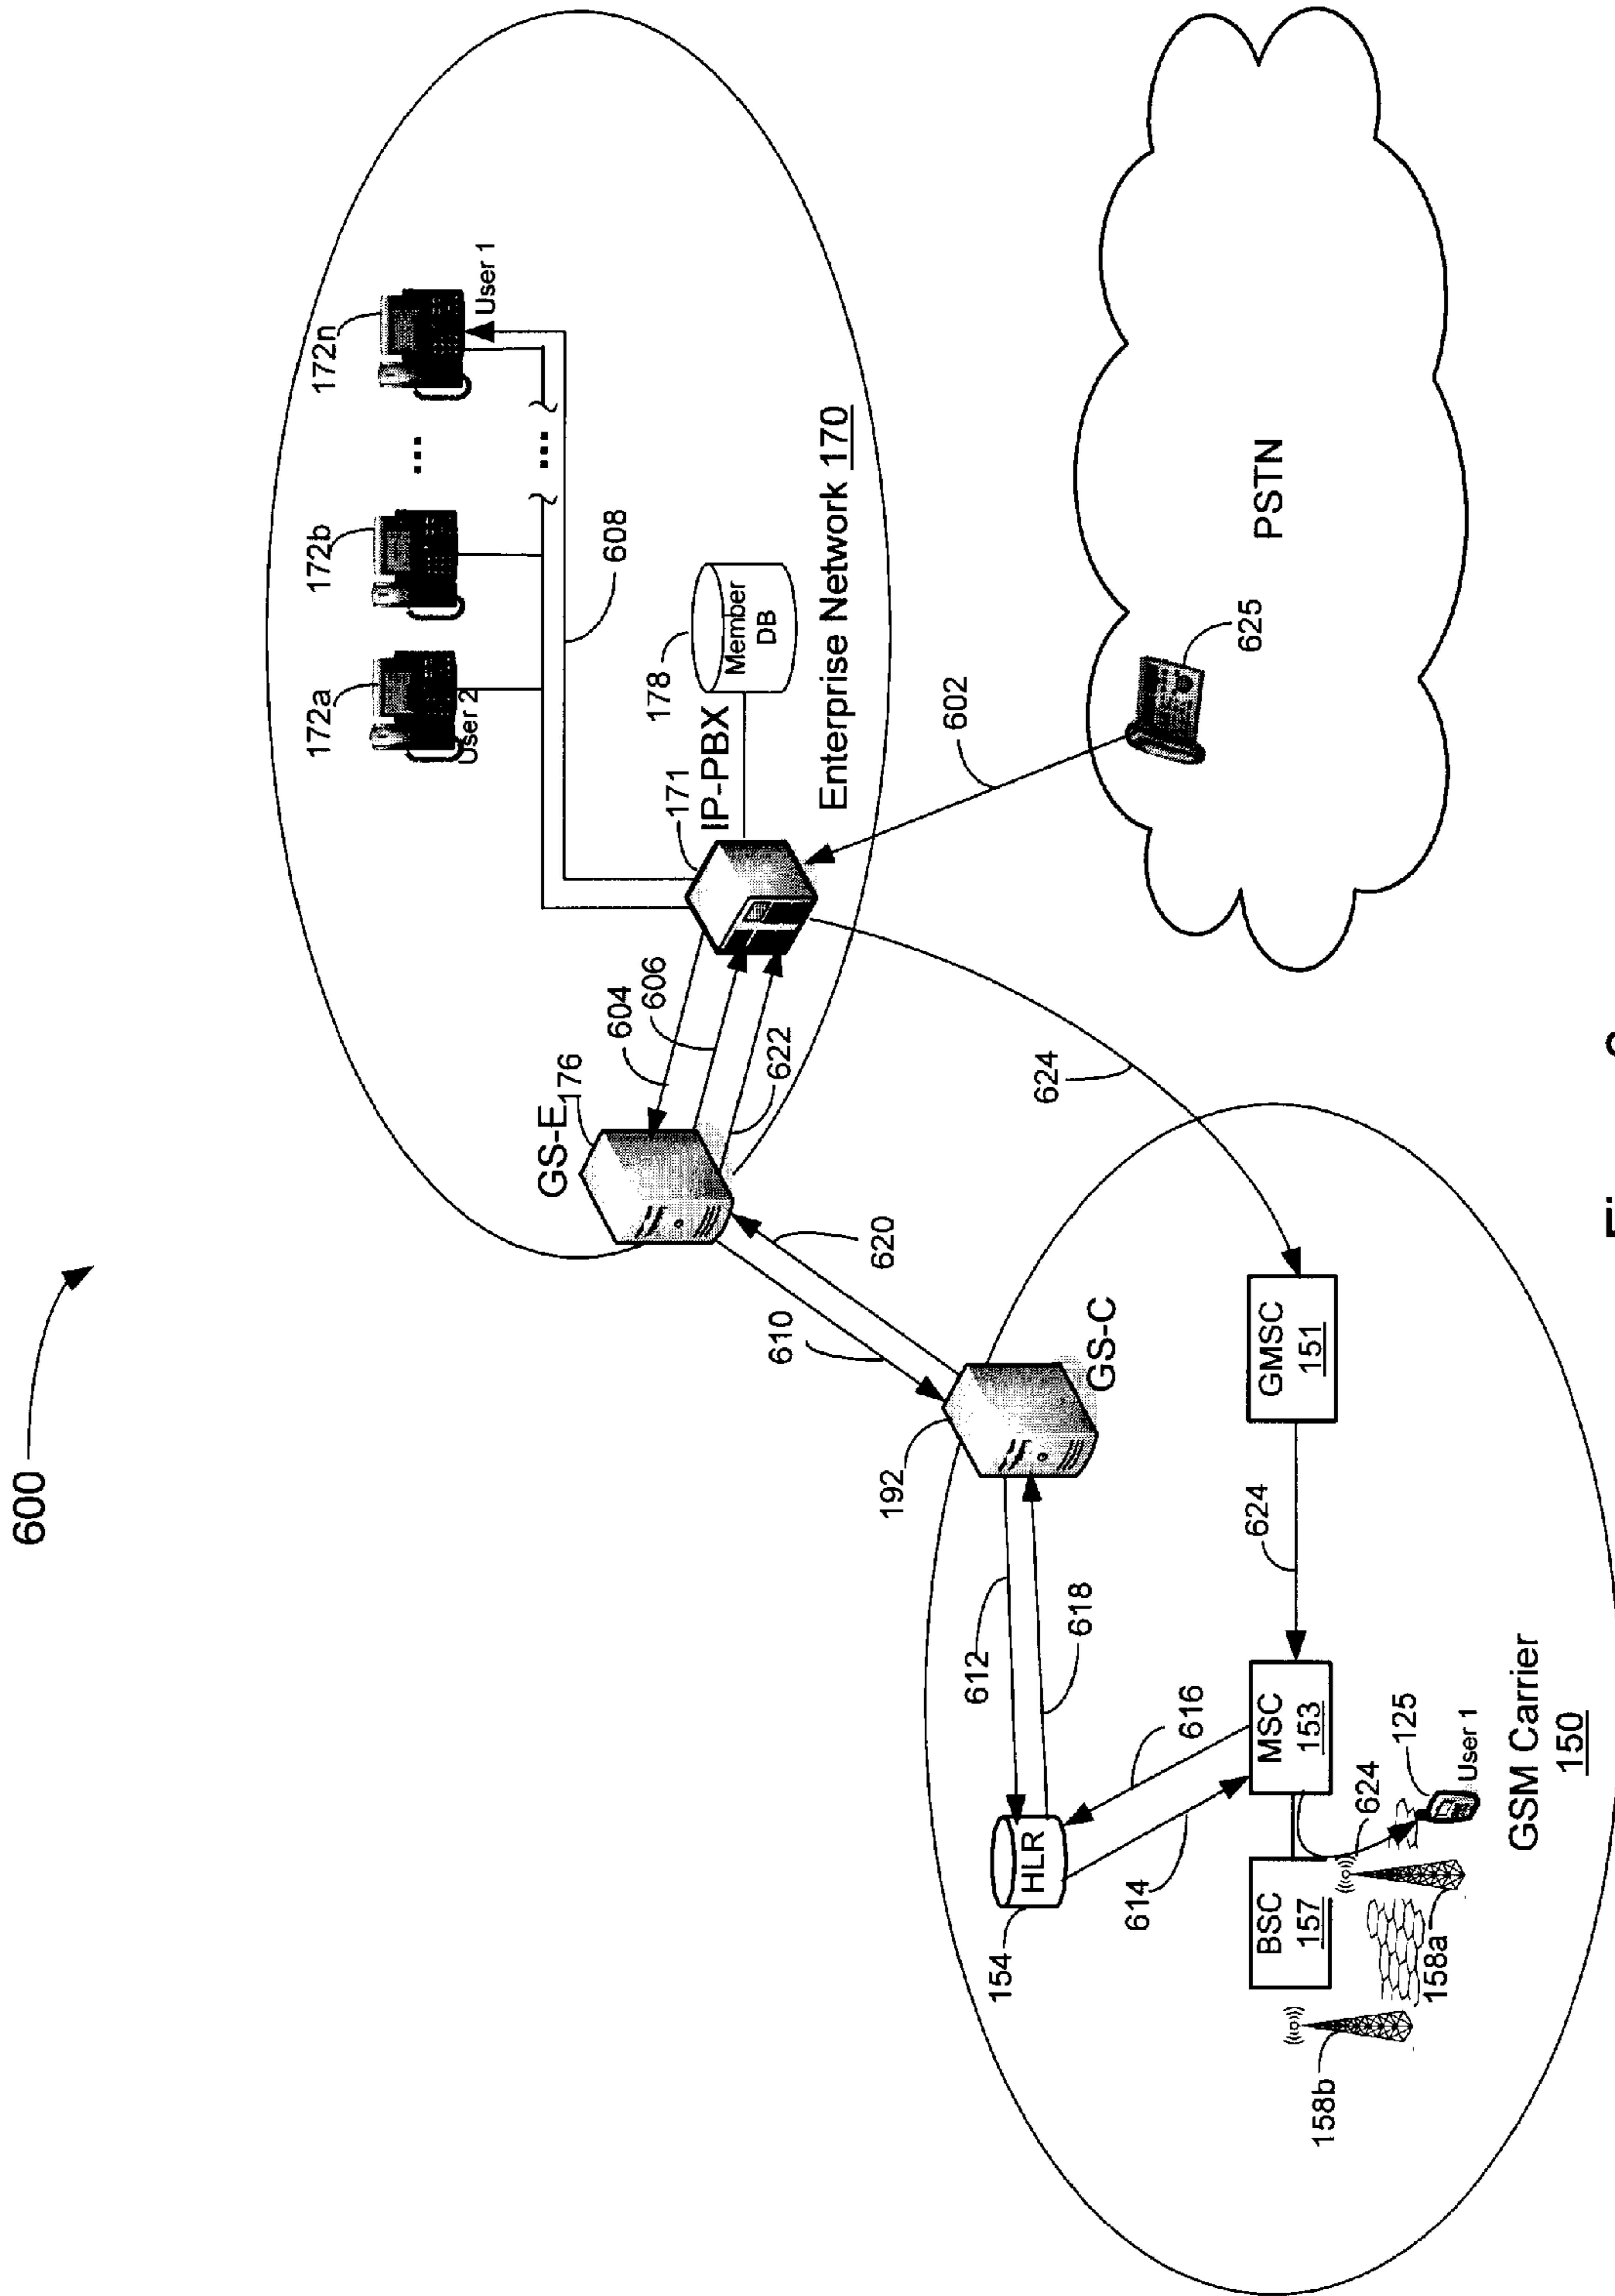 600
172a
172b
172n
...
User 2
User 1
...
608
178
Member
DB
171
IP-PBX
Enterprise Network 170
GS-E
176
604
606
622
602
625
PSTN
624
610
620
192
GS-C
612
618
154
HLR
614
616
GMSC
151
624
MSC
153
BSC
157
624
125
User 1
158a
158b
GSM Carrier
150